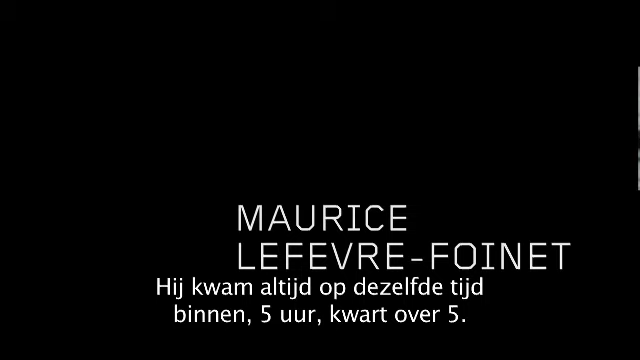 MAURICE
LEFEVRE-FOINET
Hij kwam altijd op dezelfde tijd
binnen, 5 uur, kwart over 5.